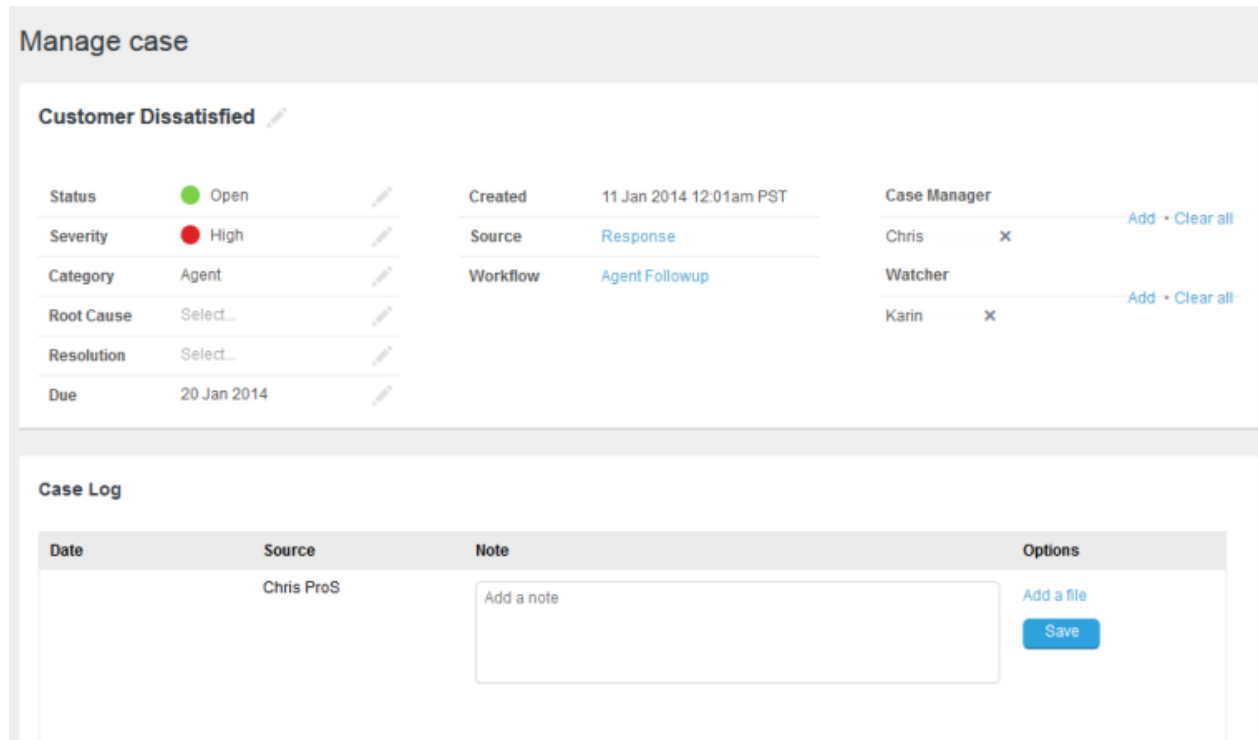 Manage case
Customer Dissatisfied
Status Open
Severity High
Category Agent
Root Cause Select...
Resolution Select...
Due 20 Jan 2014
Created 11 Jan 2014 12:01am PST
Source Response
Workflow Agent Followup
Case Manager
Add • Clear all
Chris ×
Watcher
Add • Clear all
Karin ×
Case Log
Date Source Note Options
Chris ProS Add a note Add a file
Save